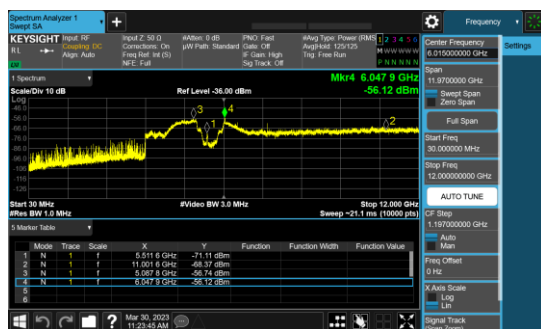 Spectrum Analyzer 1
Swept SA
+
Frequency
KEYSIGHT
RL
Input: RF
Coupling: DC
Align: Auto
Input Z: 50 Ω
Corrections: On
Freq Ref: Int (S)
NFE: Full
#Atten: 0 dB
µW Path: Standard
PNO: Fast
Gate: Off
IF Gain: High
Sig Track: Off
#Avg Type: Power (RMS)
Avg|Hold: 125/125
Trig: Free Run
1 2 3 4 5 6
M W W W W W
P N N N N N
1 Spectrum
Scale/Div 10 dB
Log
Ref Level -36.00 dBm
Mkr4 6.047 9 GHz
-56.12 dBm
-46.0
-56.0
-66.0
-76.0
-86.0
-96.0
-106
-116
-126
1
2
3
4
Start 30 MHz
#Res BW 1.0 MHz
#Video BW 3.0 MHz
Stop 12.000 GHz
Sweep ~21.1 ms (10000 pts)
5 Marker Table
Mode Trace Scale X Y Function Function Width Function Value
1 N 1 f 5.511 6 GHz -71.11 dBm
2 N 1 f 11.001 6 GHz -68.37 dBm
3 N 1 f 5.087 8 GHz -56.74 dBm
4 N 1 f 6.047 9 GHz -56.12 dBm
5
6
Mar 30, 2023
11:23:45 AM
Center Frequency
6.015000000 GHz
Settings
Span
11.9700000 GHz
Swept Span
Zero Span
Full Span
Start Freq
30.000000 MHz
Stop Freq
12.000000000 GHz
AUTO TUNE
CF Step
1.197000000 GHz
Auto
Man
Freq Offset
0 Hz
X Axis Scale
Log
Lin
Signal Track
(Span Zoom)